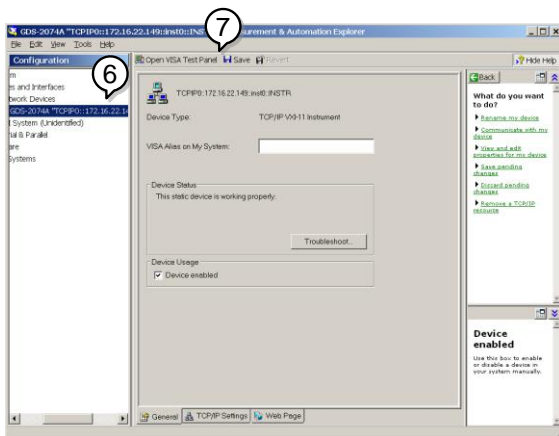 GDS-2074A "TCPIP0::172.16.22.149::inst0::INS
7
urement & Automation Explorer
File Edit View Tools Help
Configuration
6
Open VISA Test Panel Save Revert
Hide Help
m
es and Interfaces
twork Devices
GDS-2074A "TCPIP0::172.16.22.14
t System (Unidentified)
ial & Parallel
are
Systems
TCPIP0::172.16.22.149::inst0::INSTR
Device Type: TCP/IP VXI-11 Instrument
VISA Alias on My System:
Device Status
This static device is working properly.
Troubleshoot...
Device Usage
Device enabled
General TCP/IP Settings Web Page
Back
What do you want
to do?
Rename my device
Communicate with my
device
View and edit
properties for my device
Save pending
changes
Discard pending
changes
Remove a TCP/IP
resource
Device
enabled
Use this box to enable
or disable a device in
your system manually.